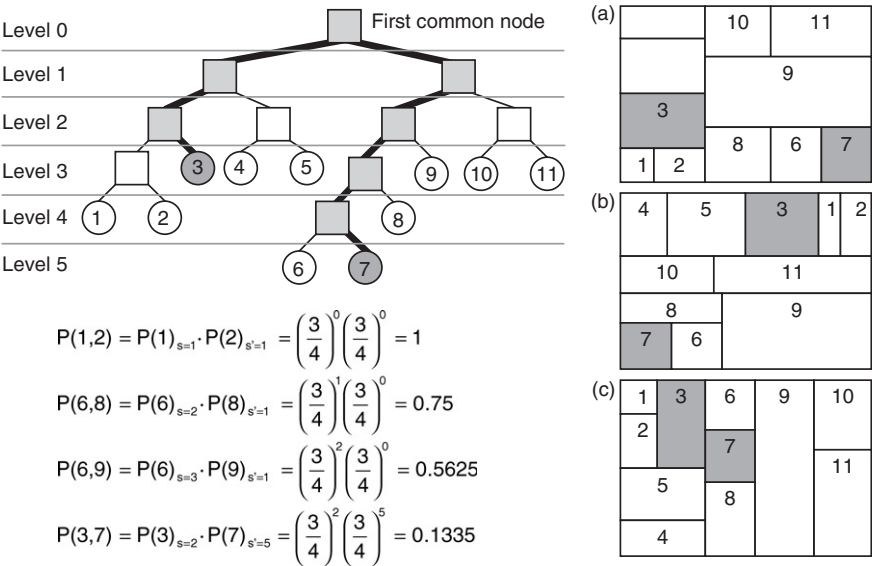 First common node
Level 0
Level 1
Level 2
Level 3
Level 4
Level 5
3
4
5
9
10
11
1
2
8
6
7
P(1,2) = P(1)s=1·P(2)s'=1 = (3/4)^0 (3/4)^0 = 1
P(6,8) = P(6)s=2·P(8)s'=1 = (3/4)^1 (3/4)^0 = 0.75
P(6,9) = P(6)s=3·P(9)s'=1 = (3/4)^2 (3/4)^0 = 0.5625
P(3,7) = P(3)s=2·P(7)s'=5 = (3/4)^2 (3/4)^5 = 0.1335
(a)
10 11
9
3
8 6 7
1 2
(b)
4 5 3 1 2
10 11
8 9
7 6
(c)
1 3 6 9 10
2
7
11
5
8
4